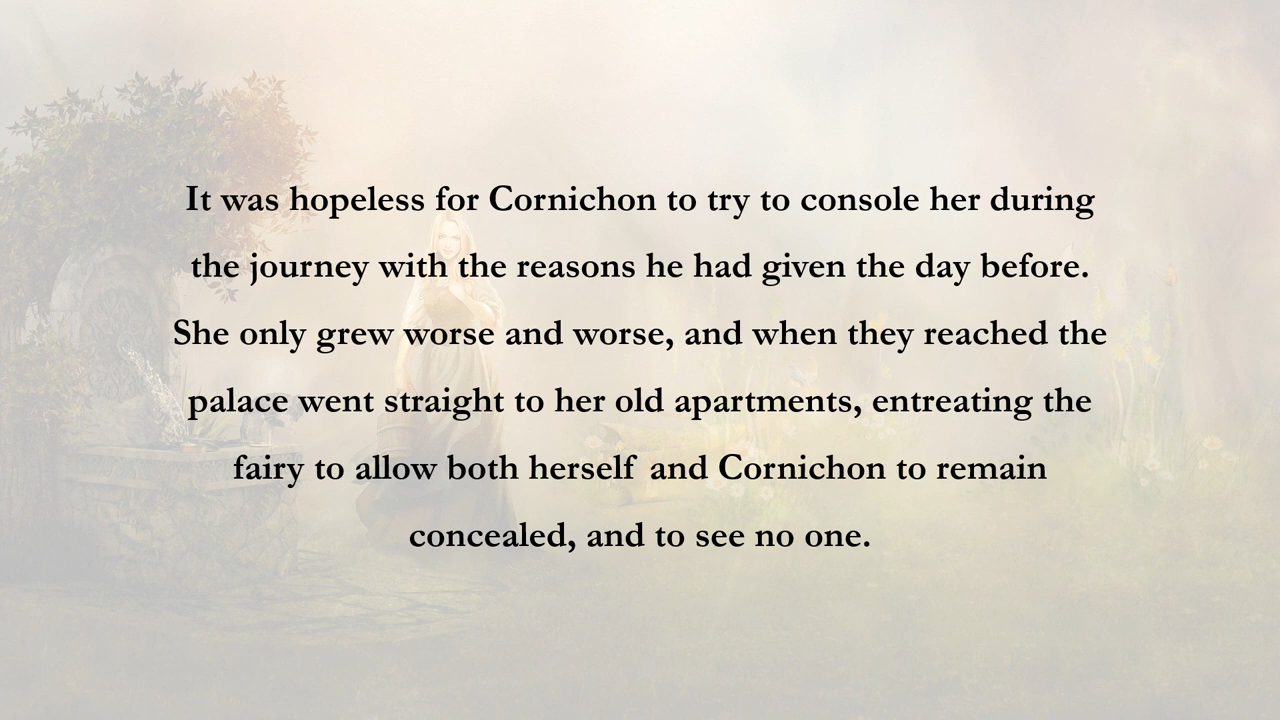 It was hopeless for Cornichon to try to console her during
the journey with the reasons he had given the day before.
She only grew worse and worse, and when they reached the
palace went straight to her old apartments, entreating the
fairy to allow both herself and Cornichon to remain
concealed, and to see no one.